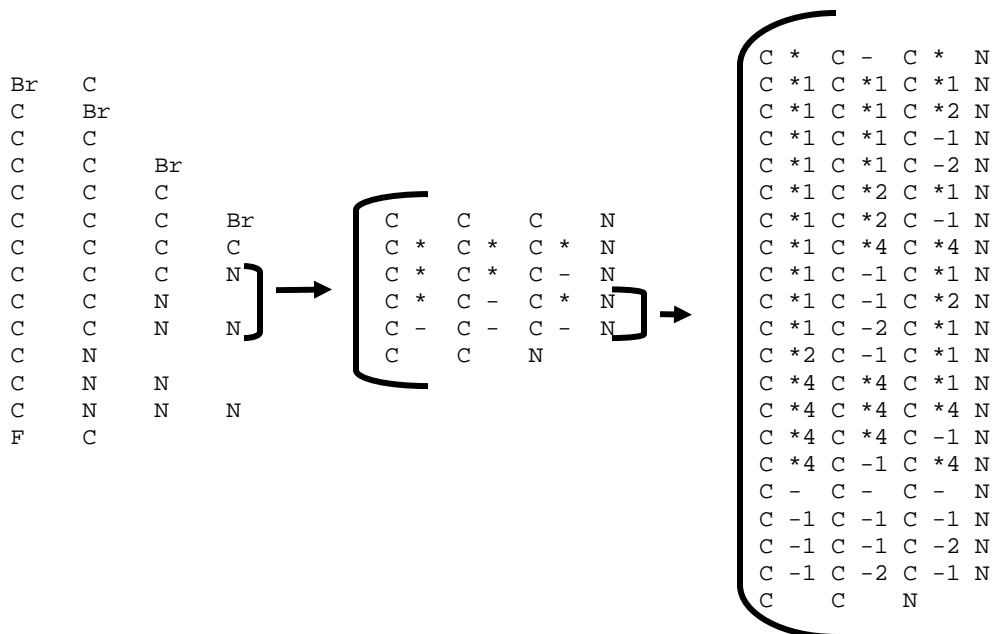 Br C
C Br
C C
C C Br
C C C
C C C Br
C C C C
C C C N
C C N
C C N N
C N
C N N
C N N N
F C
C C C N
C * C * C * N
C * C * C - N
C * C - C * N
C - C - C - N
C C N
C * C - C * N
C *1 C *1 C *1 N
C *1 C *1 C *2 N
C *1 C *1 C -1 N
C *1 C *1 C -2 N
C *1 C *2 C *1 N
C *1 C *2 C -1 N
C *1 C *4 C *4 N
C *1 C -1 C *1 N
C *1 C -1 C *2 N
C *1 C -2 C *1 N
C *2 C -1 C *1 N
C *4 C *4 C *1 N
C *4 C *4 C *4 N
C *4 C *4 C -1 N
C *4 C -1 C *4 N
C - C - C - N
C -1 C -1 C -1 N
C -1 C -1 C -2 N
C -1 C -2 C -1 N
C C N